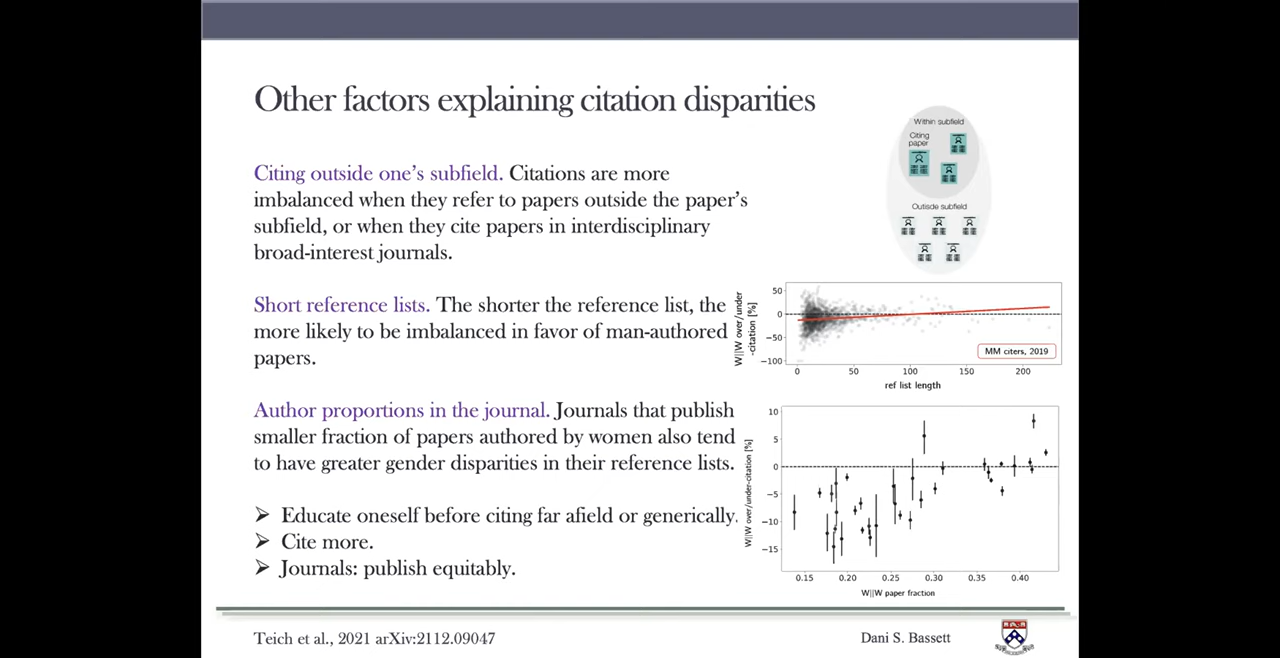 Other factors explaining citation disparities
Citing outside one's subfield. Citations are more
imbalanced when they refer to papers outside the paper's
subfield, or when they cite papers in interdisciplinary
broad-interest journals.
Short reference lists. The shorter the reference list, the
more likely to be imbalanced in favor of man-authored
papers.
Author proportions in the journal. Journals that publish
smaller fraction of papers authored by women also tend
to have greater gender disparities in their reference lists.
➢ Educate oneself before citing far afield or generically.
➢ Cite more.
➢ Journals: publish equitably.
Within subfield
Citing
paper
Outisde subfield
W||W over/under
-citation [%]
50
0
−50
−100
MM citers, 2019
0 50 100 150 200
ref list length
W||W over/under-citation [%]
10
5
0
−5
−10
−15
0.15 0.20 0.25 0.30 0.35 0.40
W||W paper fraction
Teich et al., 2021 arXiv:2112.09047
Dani S. Bassett